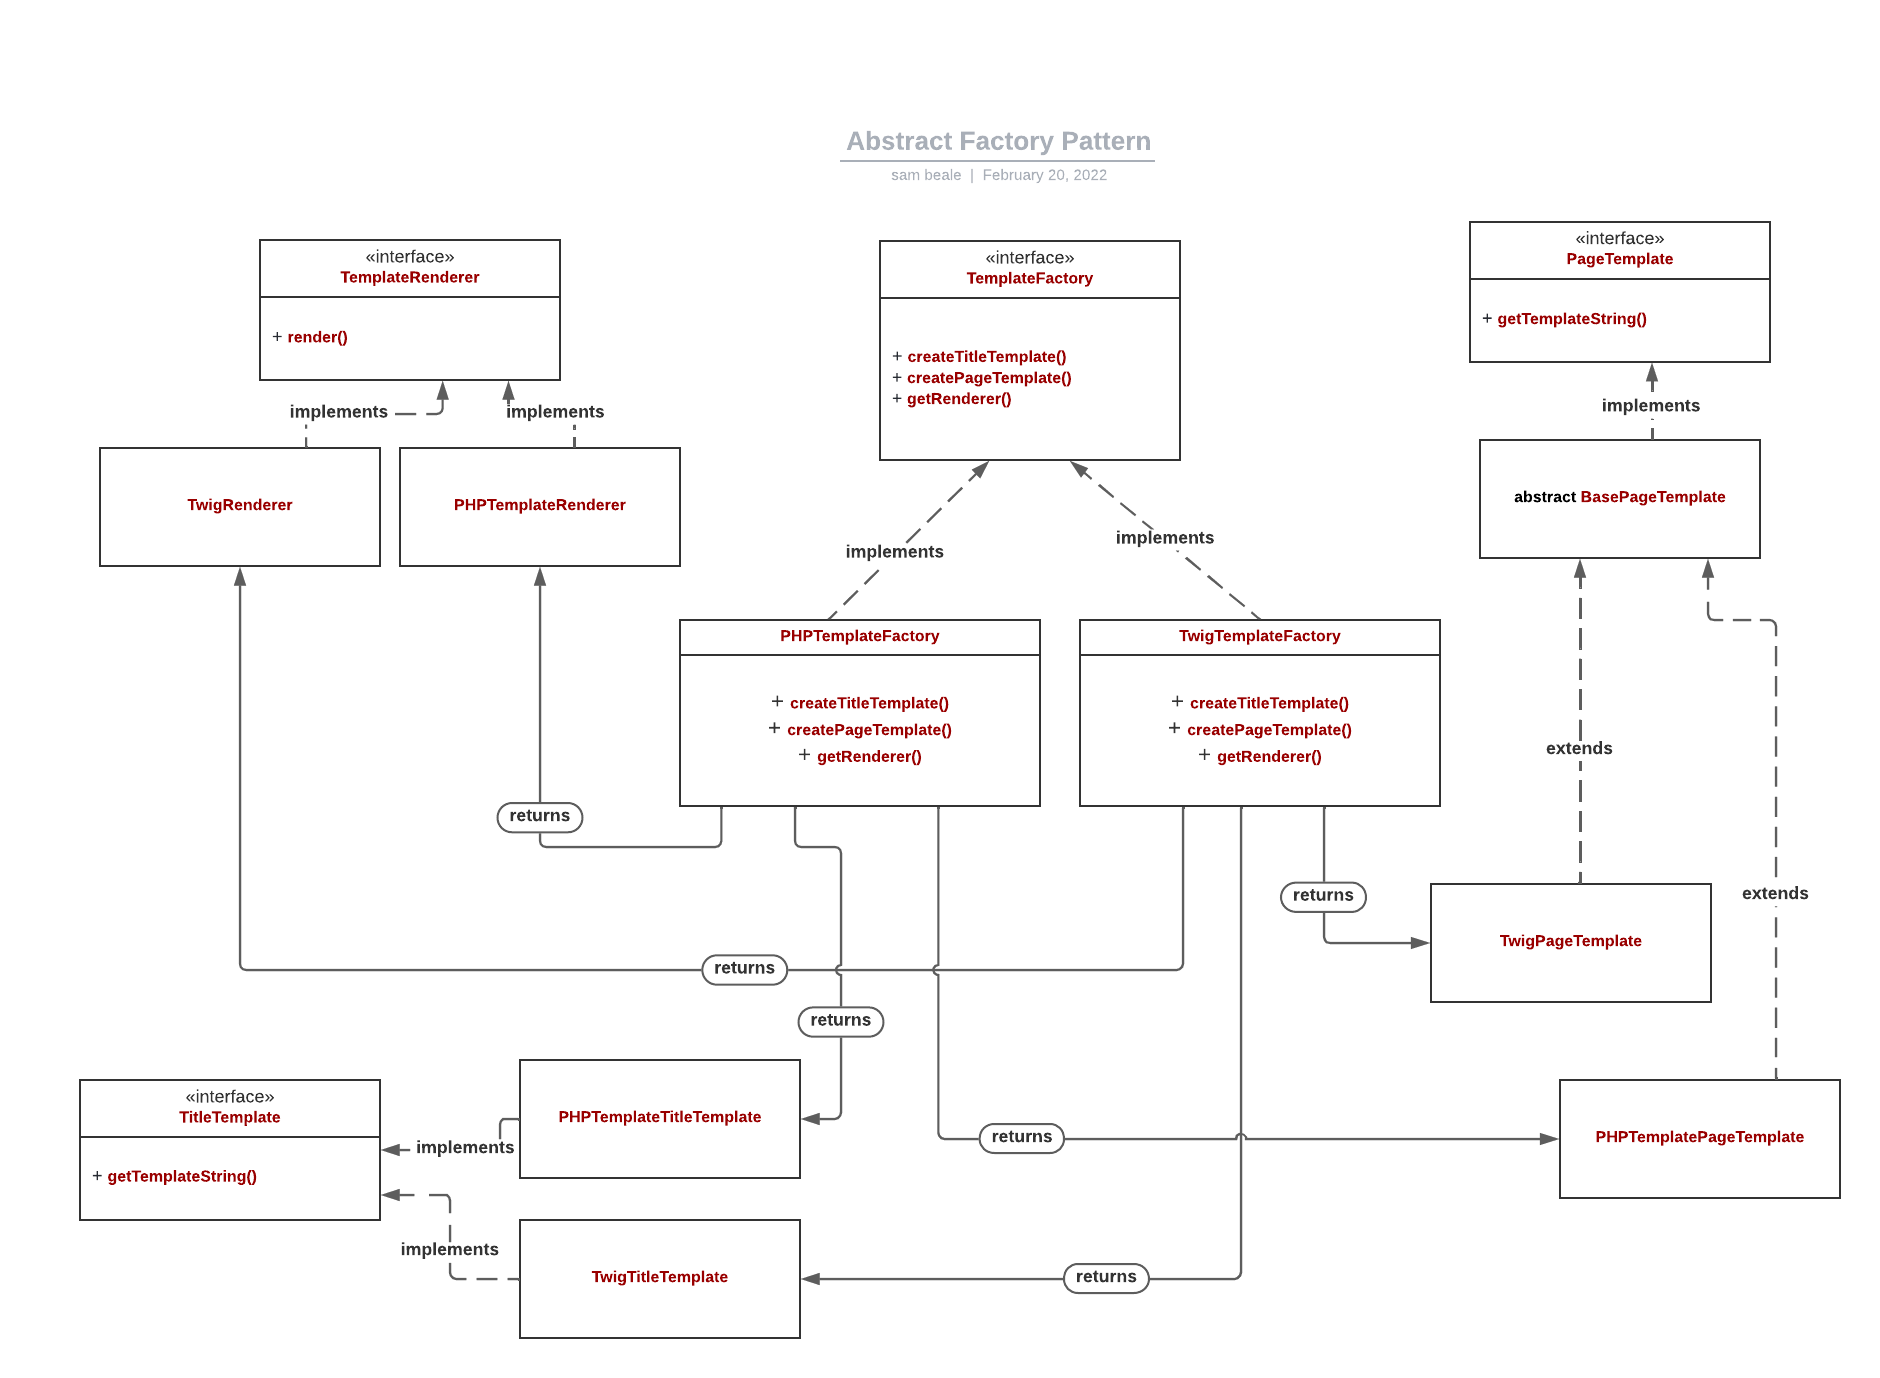 Abstract Factory Pattern
sam beale | February 20, 2022
«interface»
TemplateRenderer
+ render()
«interface»
TemplateFactory
+ createTitleTemplate()
+ createPageTemplate()
+ getRenderer()
«interface»
PageTemplate
+ getTemplateString()
implements
implements
implements
TwigRenderer
PHPTemplateRenderer
abstract BasePageTemplate
implements
implements
PHPTemplateFactory
+ createTitleTemplate()
+ createPageTemplate()
+ getRenderer()
TwigTemplateFactory
+ createTitleTemplate()
+ createPageTemplate()
+ getRenderer()
extends
returns
returns
extends
TwigPageTemplate
returns
returns
«interface»
TitleTemplate
+ getTemplateString()
implements
PHPTemplateTitleTemplate
returns
PHPTemplatePageTemplate
implements
TwigTitleTemplate
returns